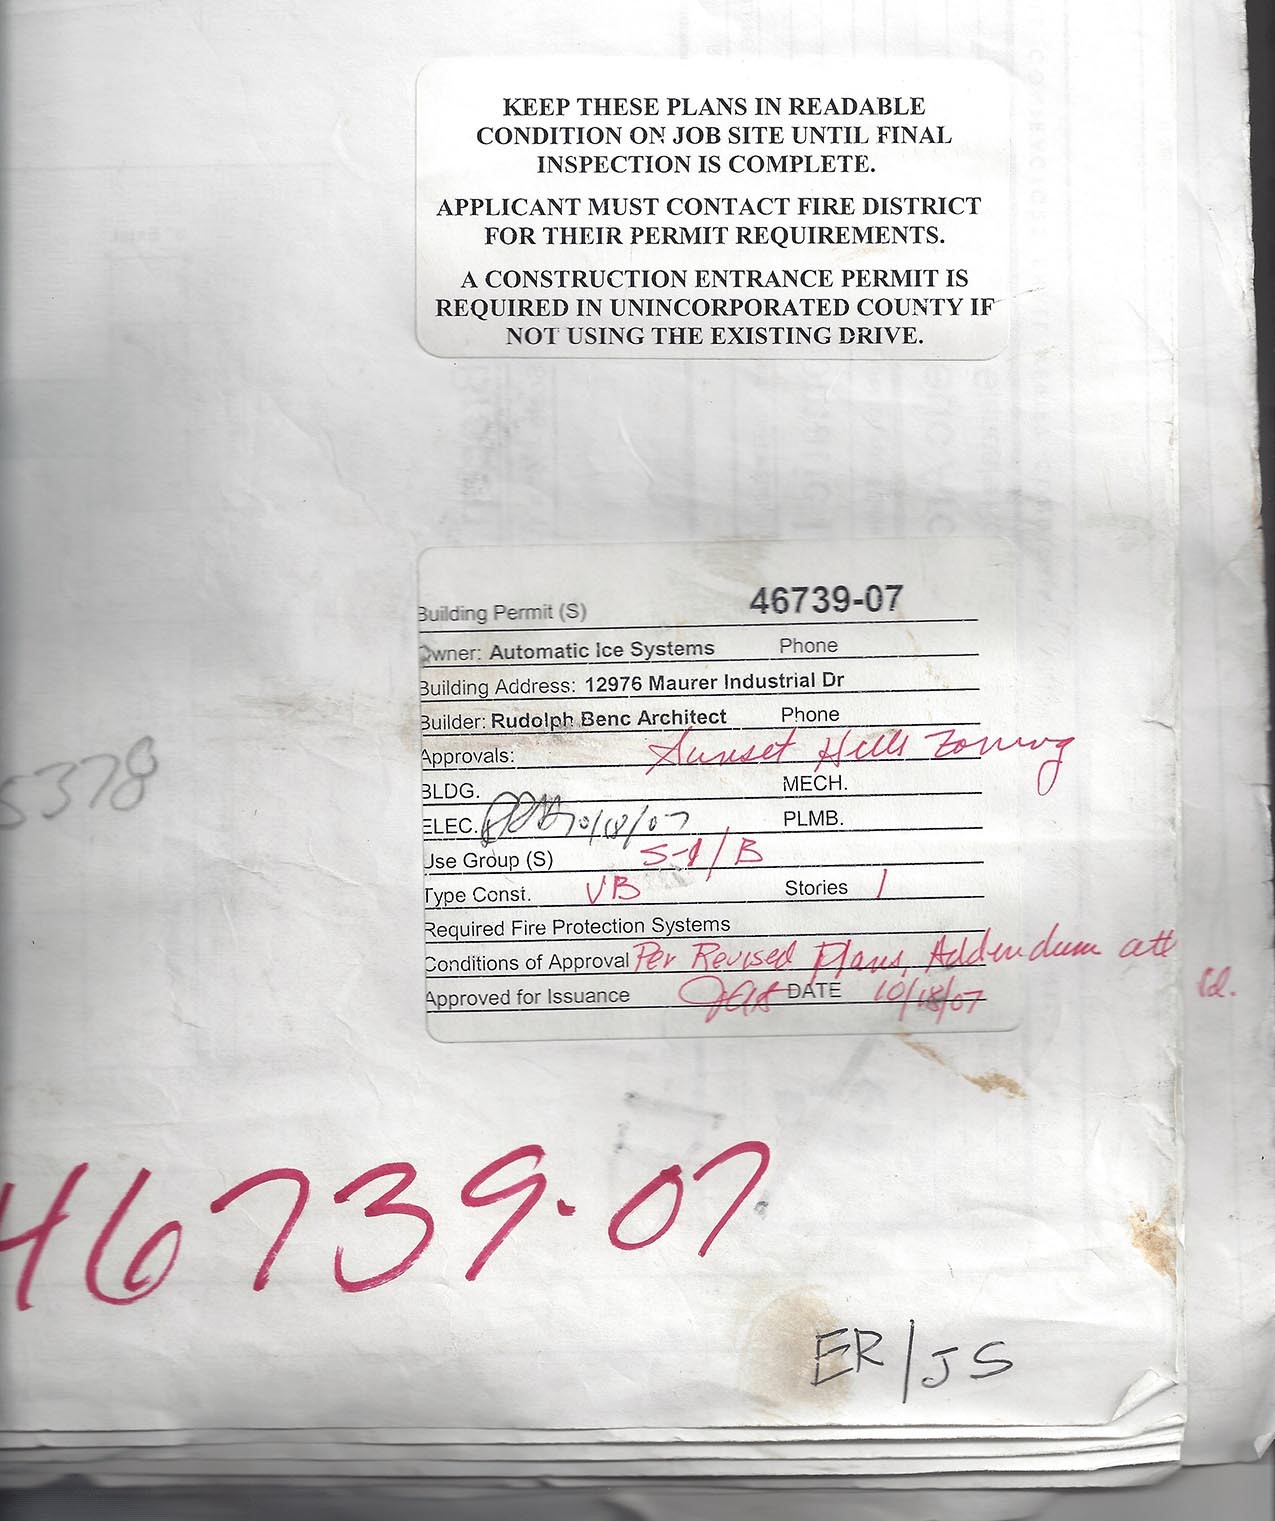 KEEP THESE PLANS IN READABLE
CONDITION ON JOB SITE UNTIL FINAL
INSPECTION IS COMPLETE.
APPLICANT MUST CONTACT FIRE DISTRICT
FOR THEIR PERMIT REQUIREMENTS.
A CONSTRUCTION ENTRANCE PERMIT IS
REQUIRED IN UNINCORPORATED COUNTY IF
NOT USING THE EXISTING DRIVE.
Building Permit (S) 46739-07
Owner: Automatic Ice Systems Phone
Building Address: 12976 Maurer Industrial Dr
Builder: Rudolph Benc Architect Phone
Approvals: Sunset Hills Zoning
BLDG. MECH.
ELEC. 10/18/07 PLMB.
Use Group (S) S-1/B
Type Const. VB Stories 1
Required Fire Protection Systems
Conditions of Approval Per Revised Plans, Addendum att
Approved for Issuance DATE 10/18/07
5378
46739-07
ER/JS